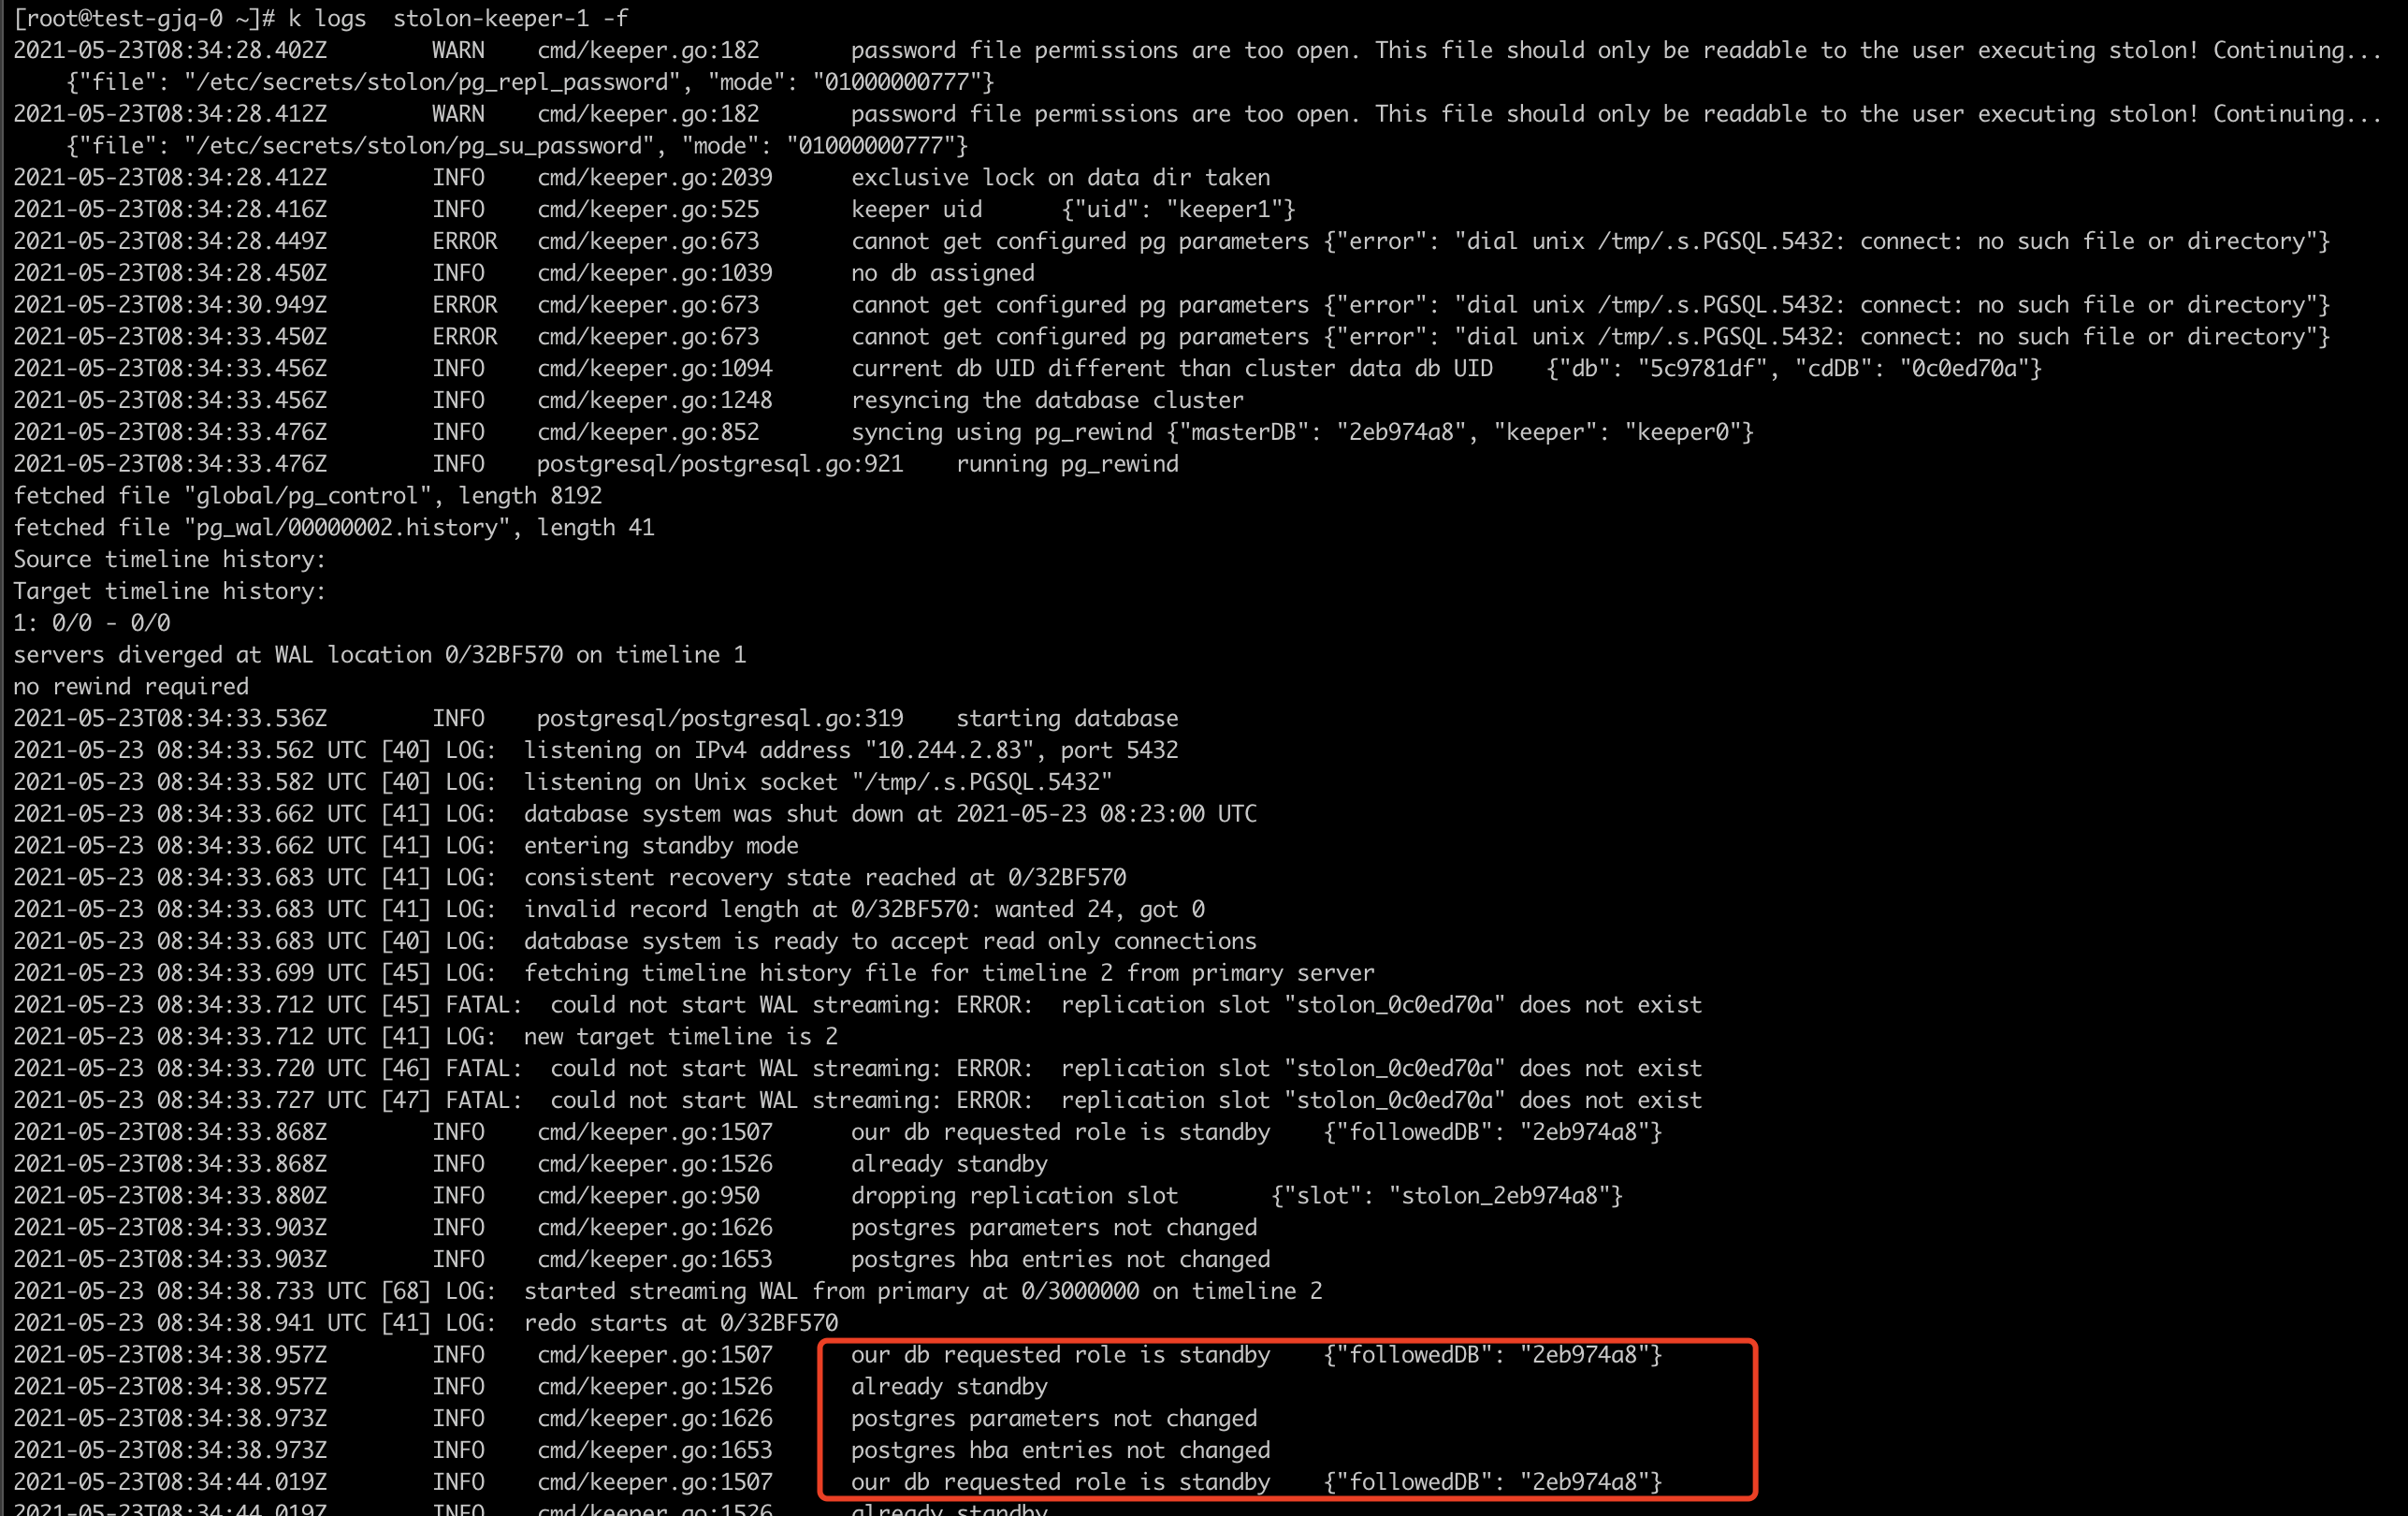 [root@test-gjq-0 ~]# k logs  stolon-keeper-1 -f
2021-05-23T08:34:28.402Z        WARN    cmd/keeper.go:182       password file permissions are too open. This file should only be readable to the user executing stolon! Continuing...
    {"file": "/etc/secrets/stolon/pg_repl_password", "mode": "01000000777"}
2021-05-23T08:34:28.412Z        WARN    cmd/keeper.go:182       password file permissions are too open. This file should only be readable to the user executing stolon! Continuing...
    {"file": "/etc/secrets/stolon/pg_su_password", "mode": "01000000777"}
2021-05-23T08:34:28.412Z        INFO    cmd/keeper.go:2039      exclusive lock on data dir taken
2021-05-23T08:34:28.416Z        INFO    cmd/keeper.go:525       keeper uid      {"uid": "keeper1"}
2021-05-23T08:34:28.449Z        ERROR   cmd/keeper.go:673       cannot get configured pg parameters {"error": "dial unix /tmp/.s.PGSQL.5432: connect: no such file or directory"}
2021-05-23T08:34:28.450Z        INFO    cmd/keeper.go:1039      no db assigned
2021-05-23T08:34:30.949Z        ERROR   cmd/keeper.go:673       cannot get configured pg parameters {"error": "dial unix /tmp/.s.PGSQL.5432: connect: no such file or directory"}
2021-05-23T08:34:33.450Z        ERROR   cmd/keeper.go:673       cannot get configured pg parameters {"error": "dial unix /tmp/.s.PGSQL.5432: connect: no such file or directory"}
2021-05-23T08:34:33.456Z        INFO    cmd/keeper.go:1094      current db UID different than cluster data db UID    {"db": "5c9781df", "cdDB": "0c0ed70a"}
2021-05-23T08:34:33.456Z        INFO    cmd/keeper.go:1248      resyncing the database cluster
2021-05-23T08:34:33.476Z        INFO    cmd/keeper.go:852       syncing using pg_rewind {"masterDB": "2eb974a8", "keeper": "keeper0"}
2021-05-23T08:34:33.476Z        INFO    postgresql/postgresql.go:921    running pg_rewind
fetched file "global/pg_control", length 8192
fetched file "pg_wal/00000002.history", length 41
Source timeline history:
Target timeline history:
1: 0/0 - 0/0
servers diverged at WAL location 0/32BF570 on timeline 1
no rewind required
2021-05-23T08:34:33.536Z        INFO    postgresql/postgresql.go:319    starting database
2021-05-23 08:34:33.562 UTC [40] LOG:  listening on IPv4 address "10.244.2.83", port 5432
2021-05-23 08:34:33.582 UTC [40] LOG:  listening on Unix socket "/tmp/.s.PGSQL.5432"
2021-05-23 08:34:33.662 UTC [41] LOG:  database system was shut down at 2021-05-23 08:23:00 UTC
2021-05-23 08:34:33.662 UTC [41] LOG:  entering standby mode
2021-05-23 08:34:33.683 UTC [41] LOG:  consistent recovery state reached at 0/32BF570
2021-05-23 08:34:33.683 UTC [41] LOG:  invalid record length at 0/32BF570: wanted 24, got 0
2021-05-23 08:34:33.683 UTC [40] LOG:  database system is ready to accept read only connections
2021-05-23 08:34:33.699 UTC [45] LOG:  fetching timeline history file for timeline 2 from primary server
2021-05-23 08:34:33.712 UTC [45] FATAL:  could not start WAL streaming: ERROR:  replication slot "stolon_0c0ed70a" does not exist
2021-05-23 08:34:33.712 UTC [41] LOG:  new target timeline is 2
2021-05-23 08:34:33.720 UTC [46] FATAL:  could not start WAL streaming: ERROR:  replication slot "stolon_0c0ed70a" does not exist
2021-05-23 08:34:33.727 UTC [47] FATAL:  could not start WAL streaming: ERROR:  replication slot "stolon_0c0ed70a" does not exist
2021-05-23T08:34:33.868Z        INFO    cmd/keeper.go:1507      our db requested role is standby    {"followedDB": "2eb974a8"}
2021-05-23T08:34:33.868Z        INFO    cmd/keeper.go:1526      already standby
2021-05-23T08:34:33.880Z        INFO    cmd/keeper.go:950       dropping replication slot       {"slot": "stolon_2eb974a8"}
2021-05-23T08:34:33.903Z        INFO    cmd/keeper.go:1626      postgres parameters not changed
2021-05-23T08:34:33.903Z        INFO    cmd/keeper.go:1653      postgres hba entries not changed
2021-05-23 08:34:38.733 UTC [68] LOG:  started streaming WAL from primary at 0/3000000 on timeline 2
2021-05-23 08:34:38.941 UTC [41] LOG:  redo starts at 0/32BF570
2021-05-23T08:34:38.957Z        INFO    cmd/keeper.go:1507      our db requested role is standby    {"followedDB": "2eb974a8"}
2021-05-23T08:34:38.957Z        INFO    cmd/keeper.go:1526      already standby
2021-05-23T08:34:38.973Z        INFO    cmd/keeper.go:1626      postgres parameters not changed
2021-05-23T08:34:38.973Z        INFO    cmd/keeper.go:1653      postgres hba entries not changed
2021-05-23T08:34:44.019Z        INFO    cmd/keeper.go:1507      our db requested role is standby    {"followedDB": "2eb974a8"}
2021-05-23T08:34:44.019Z        INFO    cmd/keeper.go:1526      already standby